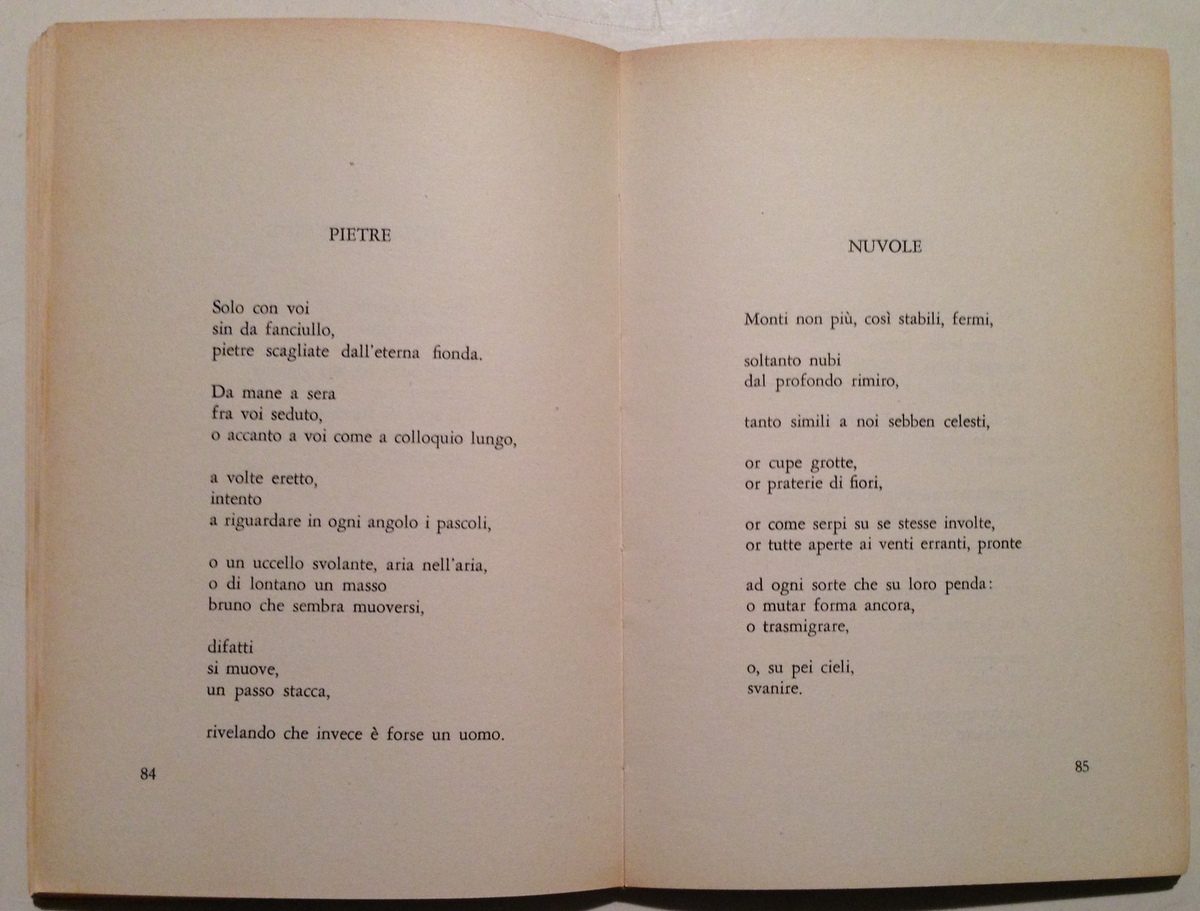 PIETRE
Solo con voi
sin da fanciullo,
pietre scagliate dall'eterna fionda.
Da mane a sera
fra voi seduto,
o accanto a voi come a colloquio lungo,
a volte eretto,
intento
a riguardare in ogni angolo i pascoli,
o un uccello svolante, aria nell'aria,
o di lontano un masso
bruno che sembra muoversi,
difatti
si muove,
un passo stacca,
rivelando che invece è forse un uomo.
84
NUVOLE
Monti non più, così stabili, fermi,
soltanto nubi
dal profondo rimiro,
tanto simili a noi sebben celesti,
or cupe grotte,
or praterie di fiori,
or come serpi su se stesse involte,
or tutte aperte ai venti erranti, pronte
ad ogni sorte che su loro penda:
o mutar forma ancora,
o trasmigrare,
o, su pei cieli,
svanire.
85